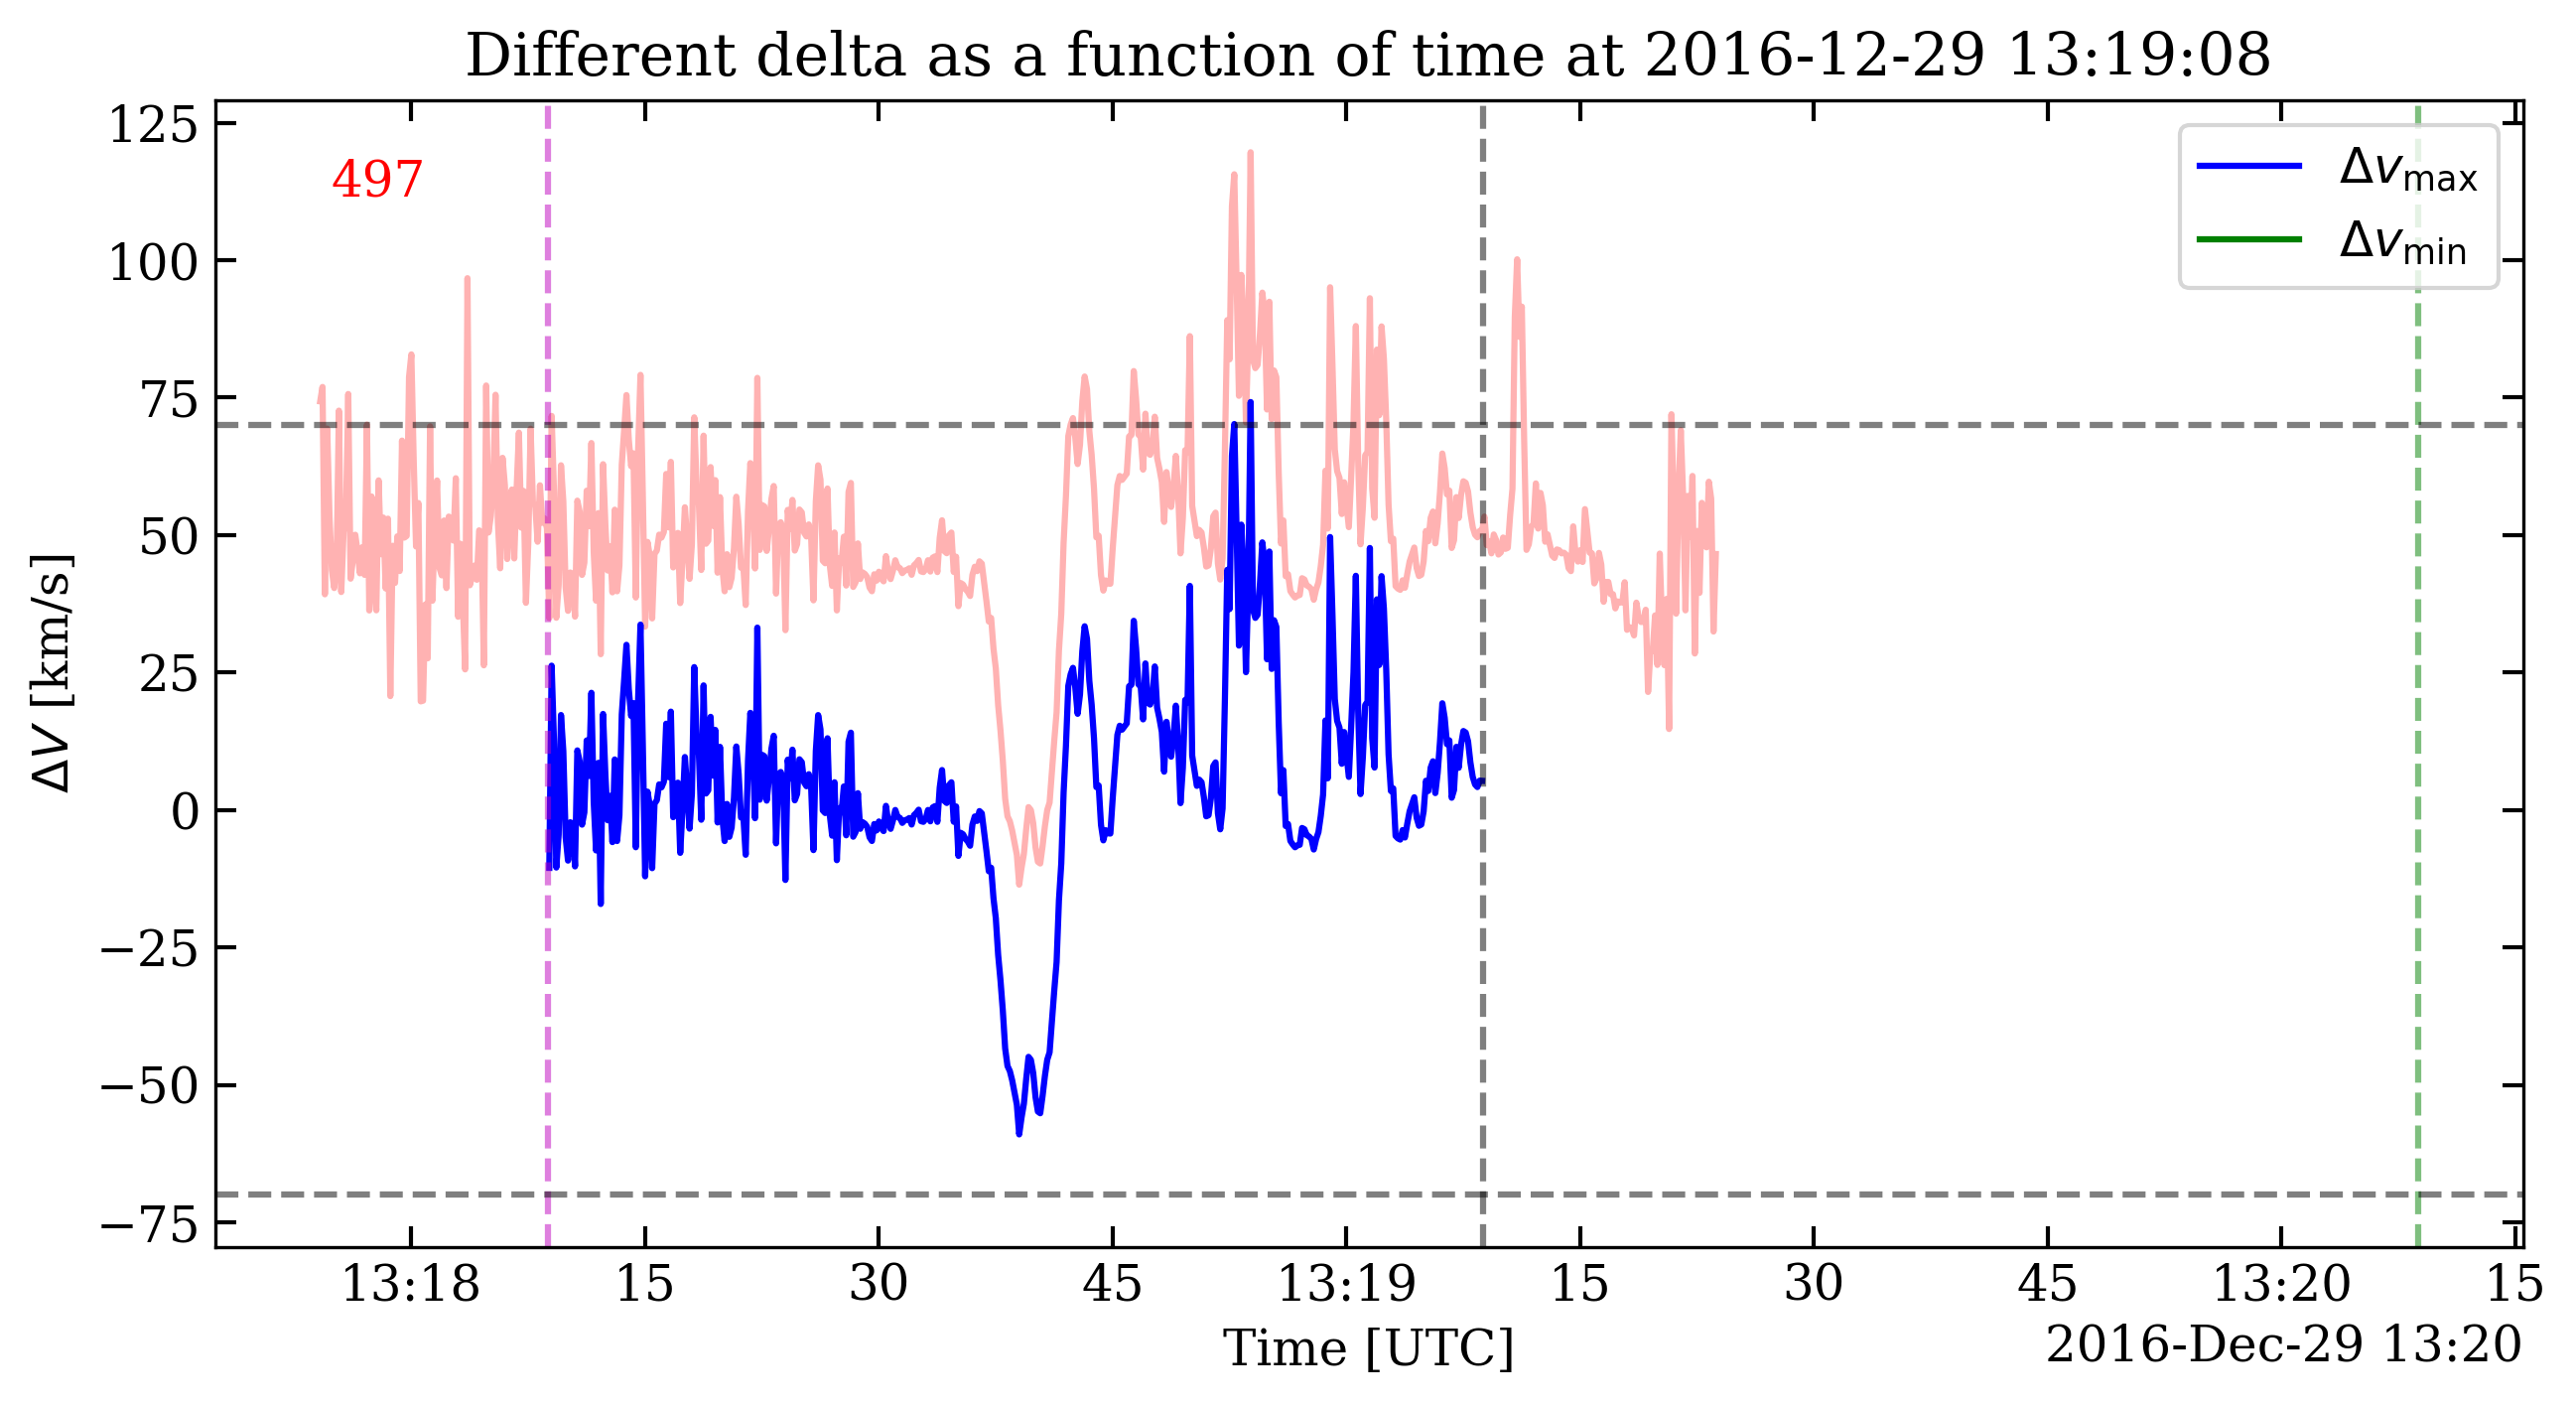 Different delta as a function of time at 2016-12-29 13:19:08
125
100
75
50
25
0
−25
−50
−75
ΔV [km/s]
497
Δvmax
Δvmin
13:18 15 30 45 13:19 15 30 45 13:20 15
Time [UTC]
2016-Dec-29 13:20